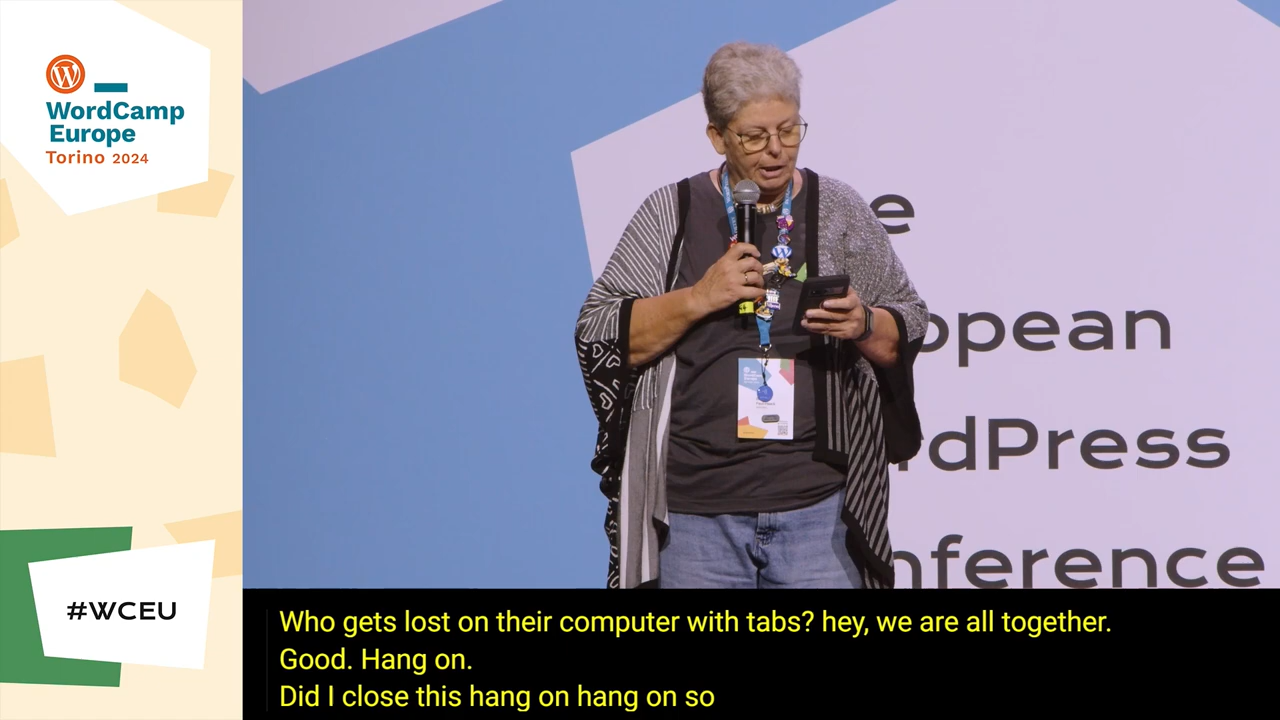 WordCamp
Europe
Torino 2024
#WCEU
e
opean
rdPress
nference
Who gets lost on their computer with tabs? hey, we are all together.
Good. Hang on.
Did I close this hang on hang on so